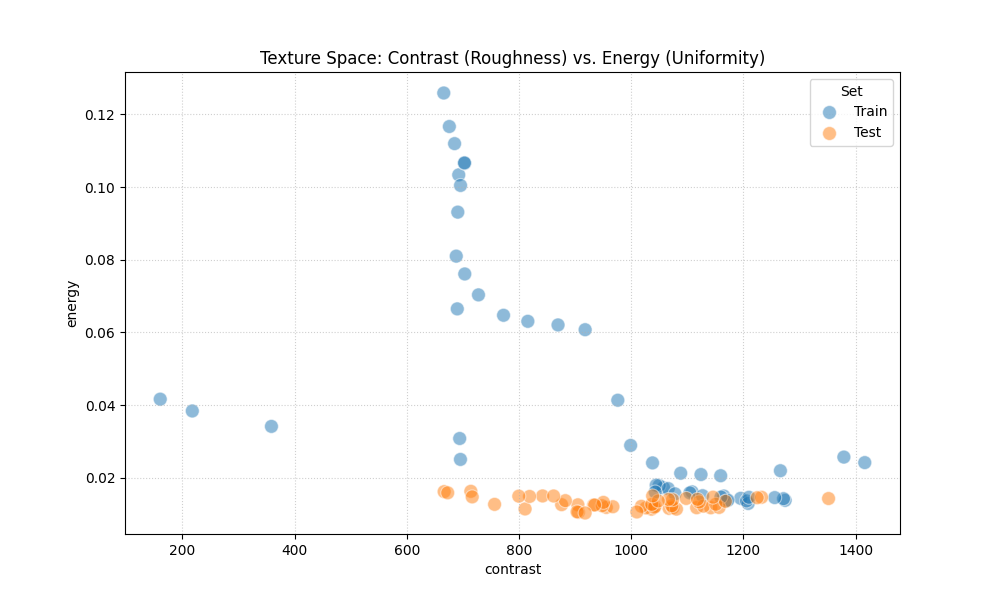 Texture Space: Contrast (Roughness) vs. Energy (Uniformity)
Set
Train
Test
0.12
0.10
0.08
0.06
0.04
0.02
energy
200 400 600 800 1000 1200 1400
contrast